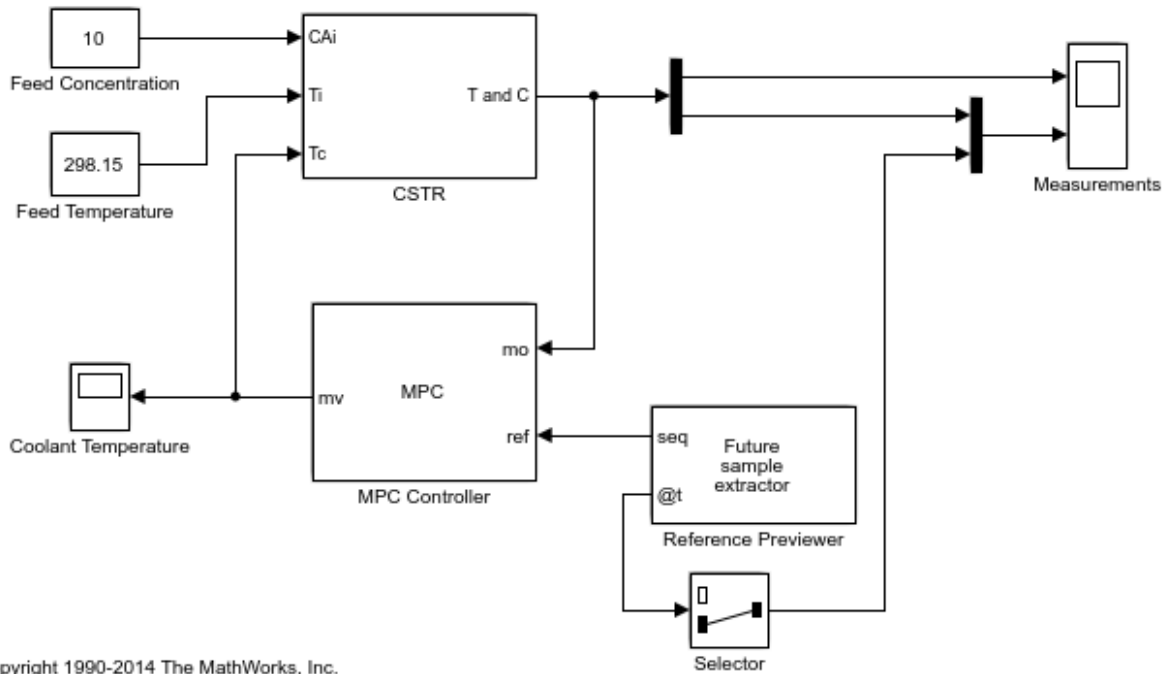 10
Feed Concentration
298.15
Feed Temperature
CAi
Ti
Tc
T and C
CSTR
Measurements
Coolant Temperature
mv
MPC
mo
ref
MPC Controller
seq
@t
Future
sample
extractor
Reference Previewer
Selector
pyright 1990-2014 The MathWorks, Inc.